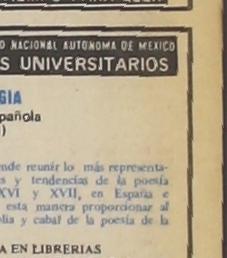 NACIONAL AUTONOMA DE MEXICO
S UNIVERSITARIOS
GIA
pañola
)
nde reunir lo más representa-
s y tendencias de la poesía
XVI y XVII, en España e
esta manera proporcionar al
lia y cabal de la poesía de la
A EN LIBRERIAS